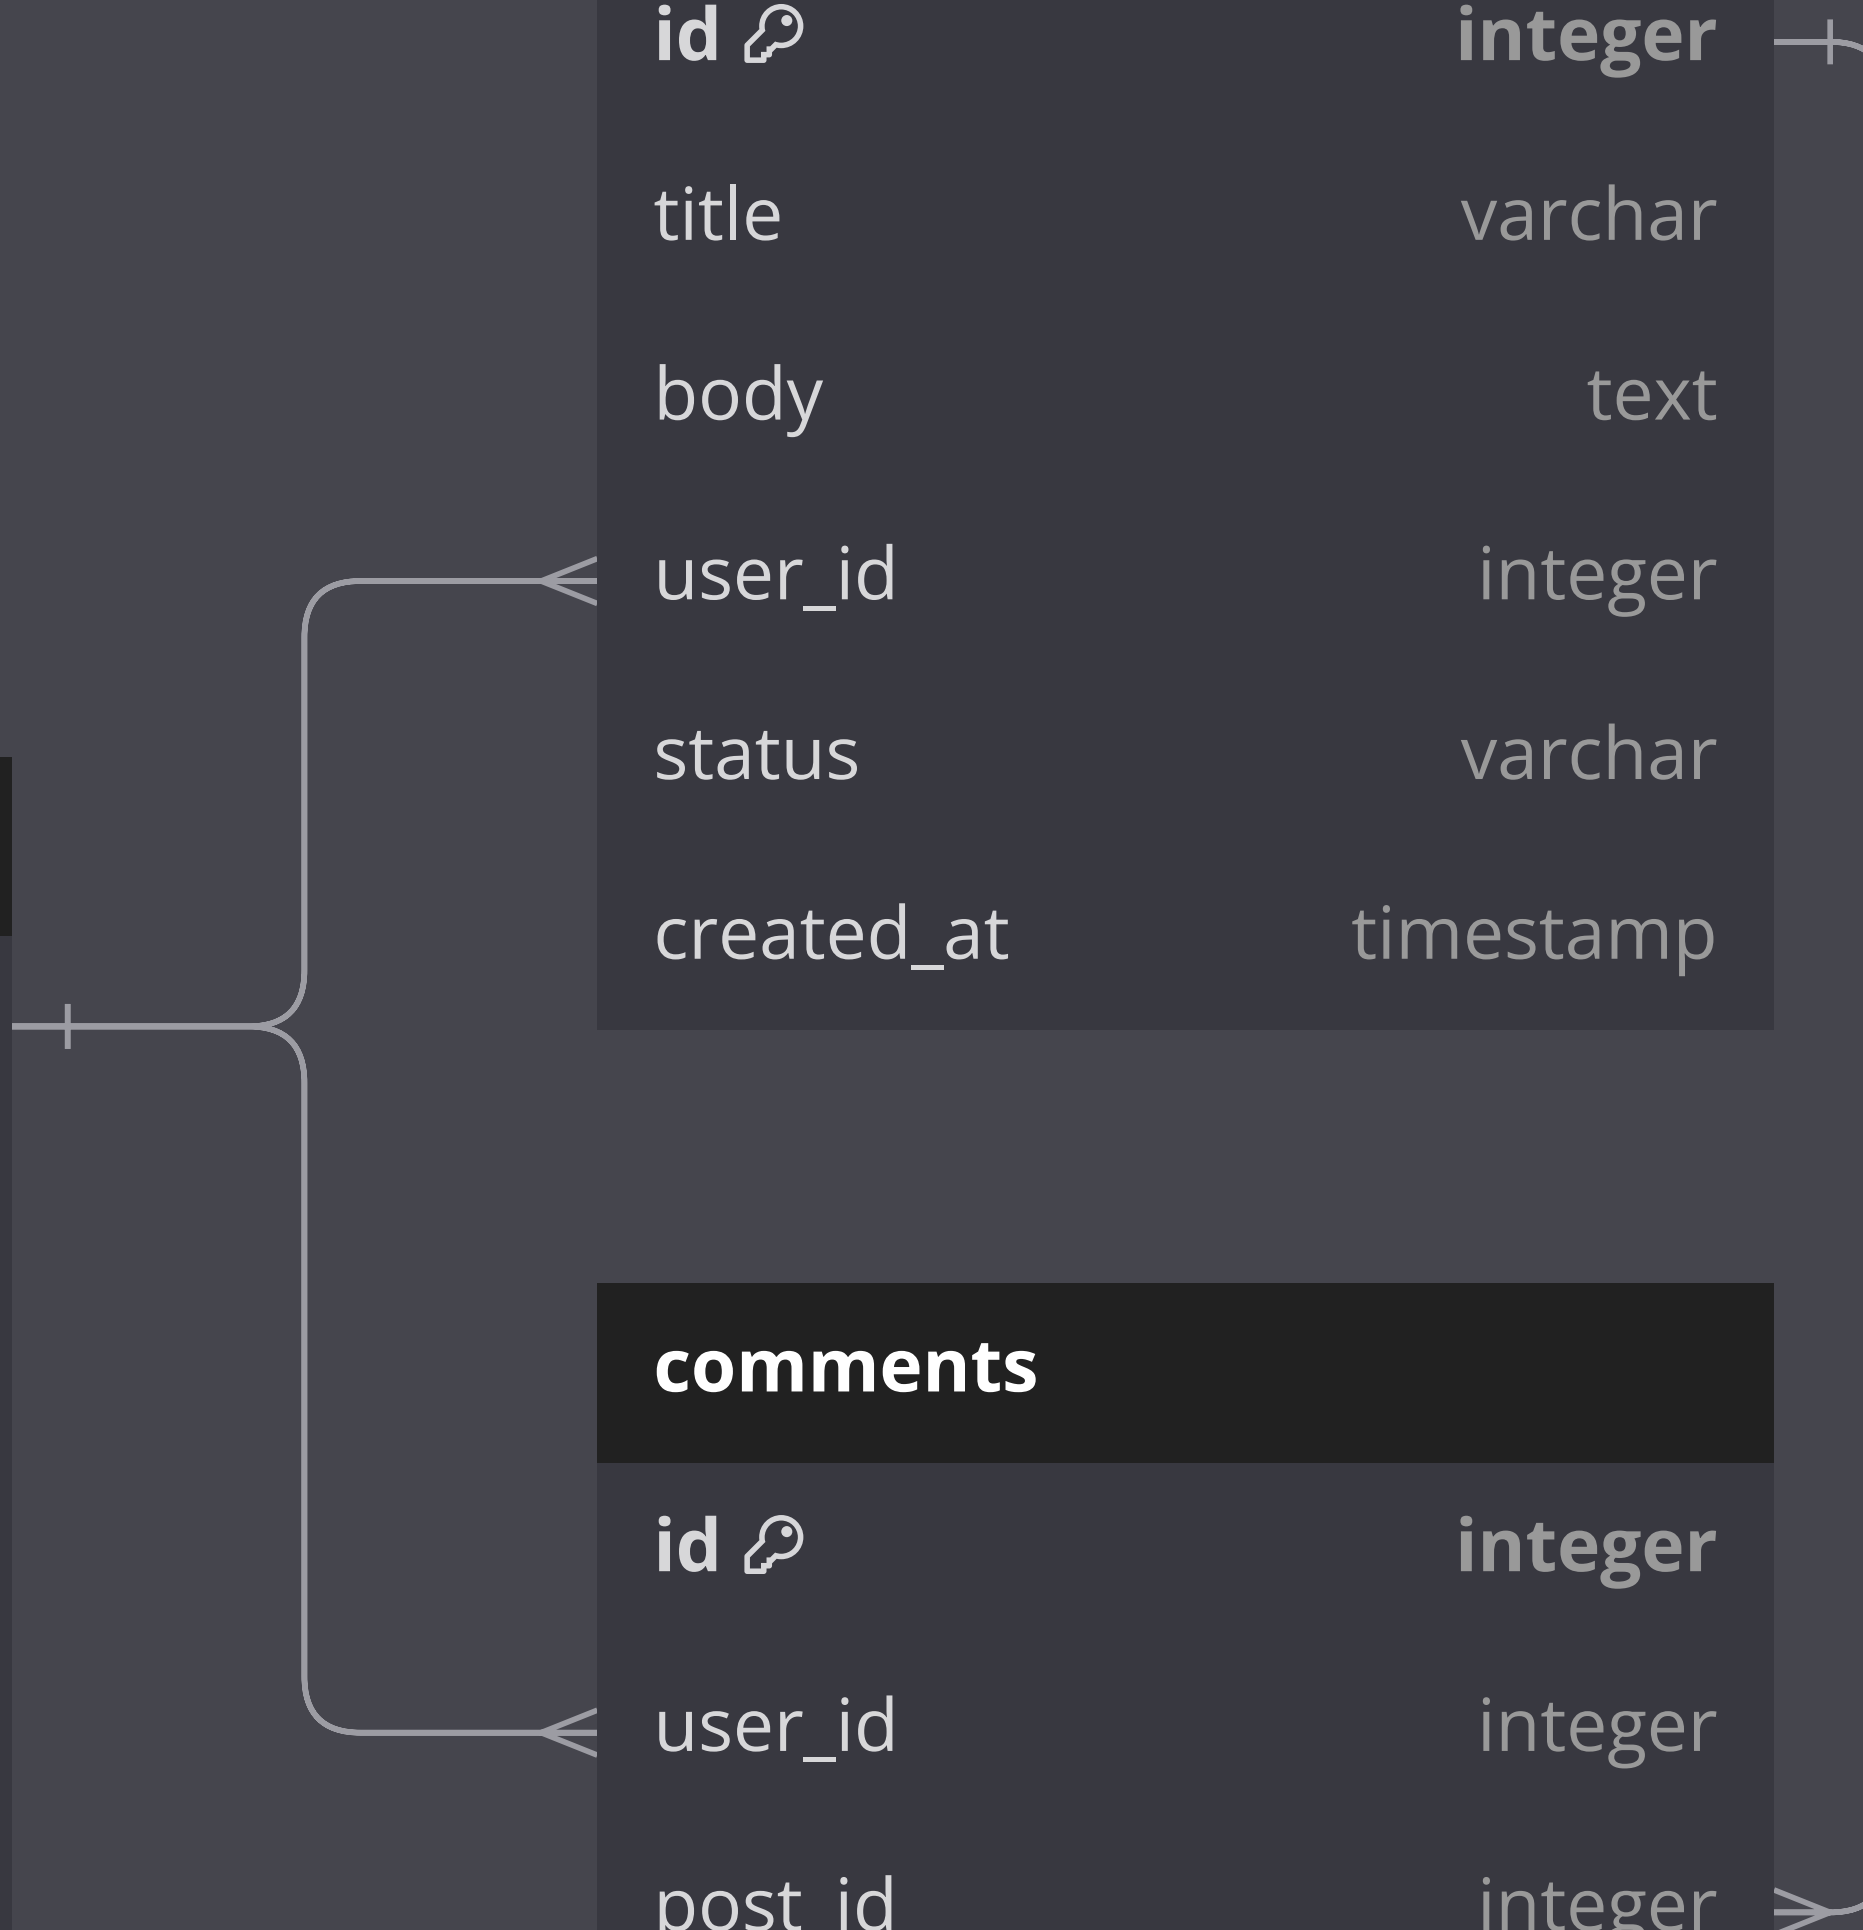 id integer
title varchar
body text
user_id integer
status varchar
created_at timestamp
comments
id integer
user_id integer
post_id integer